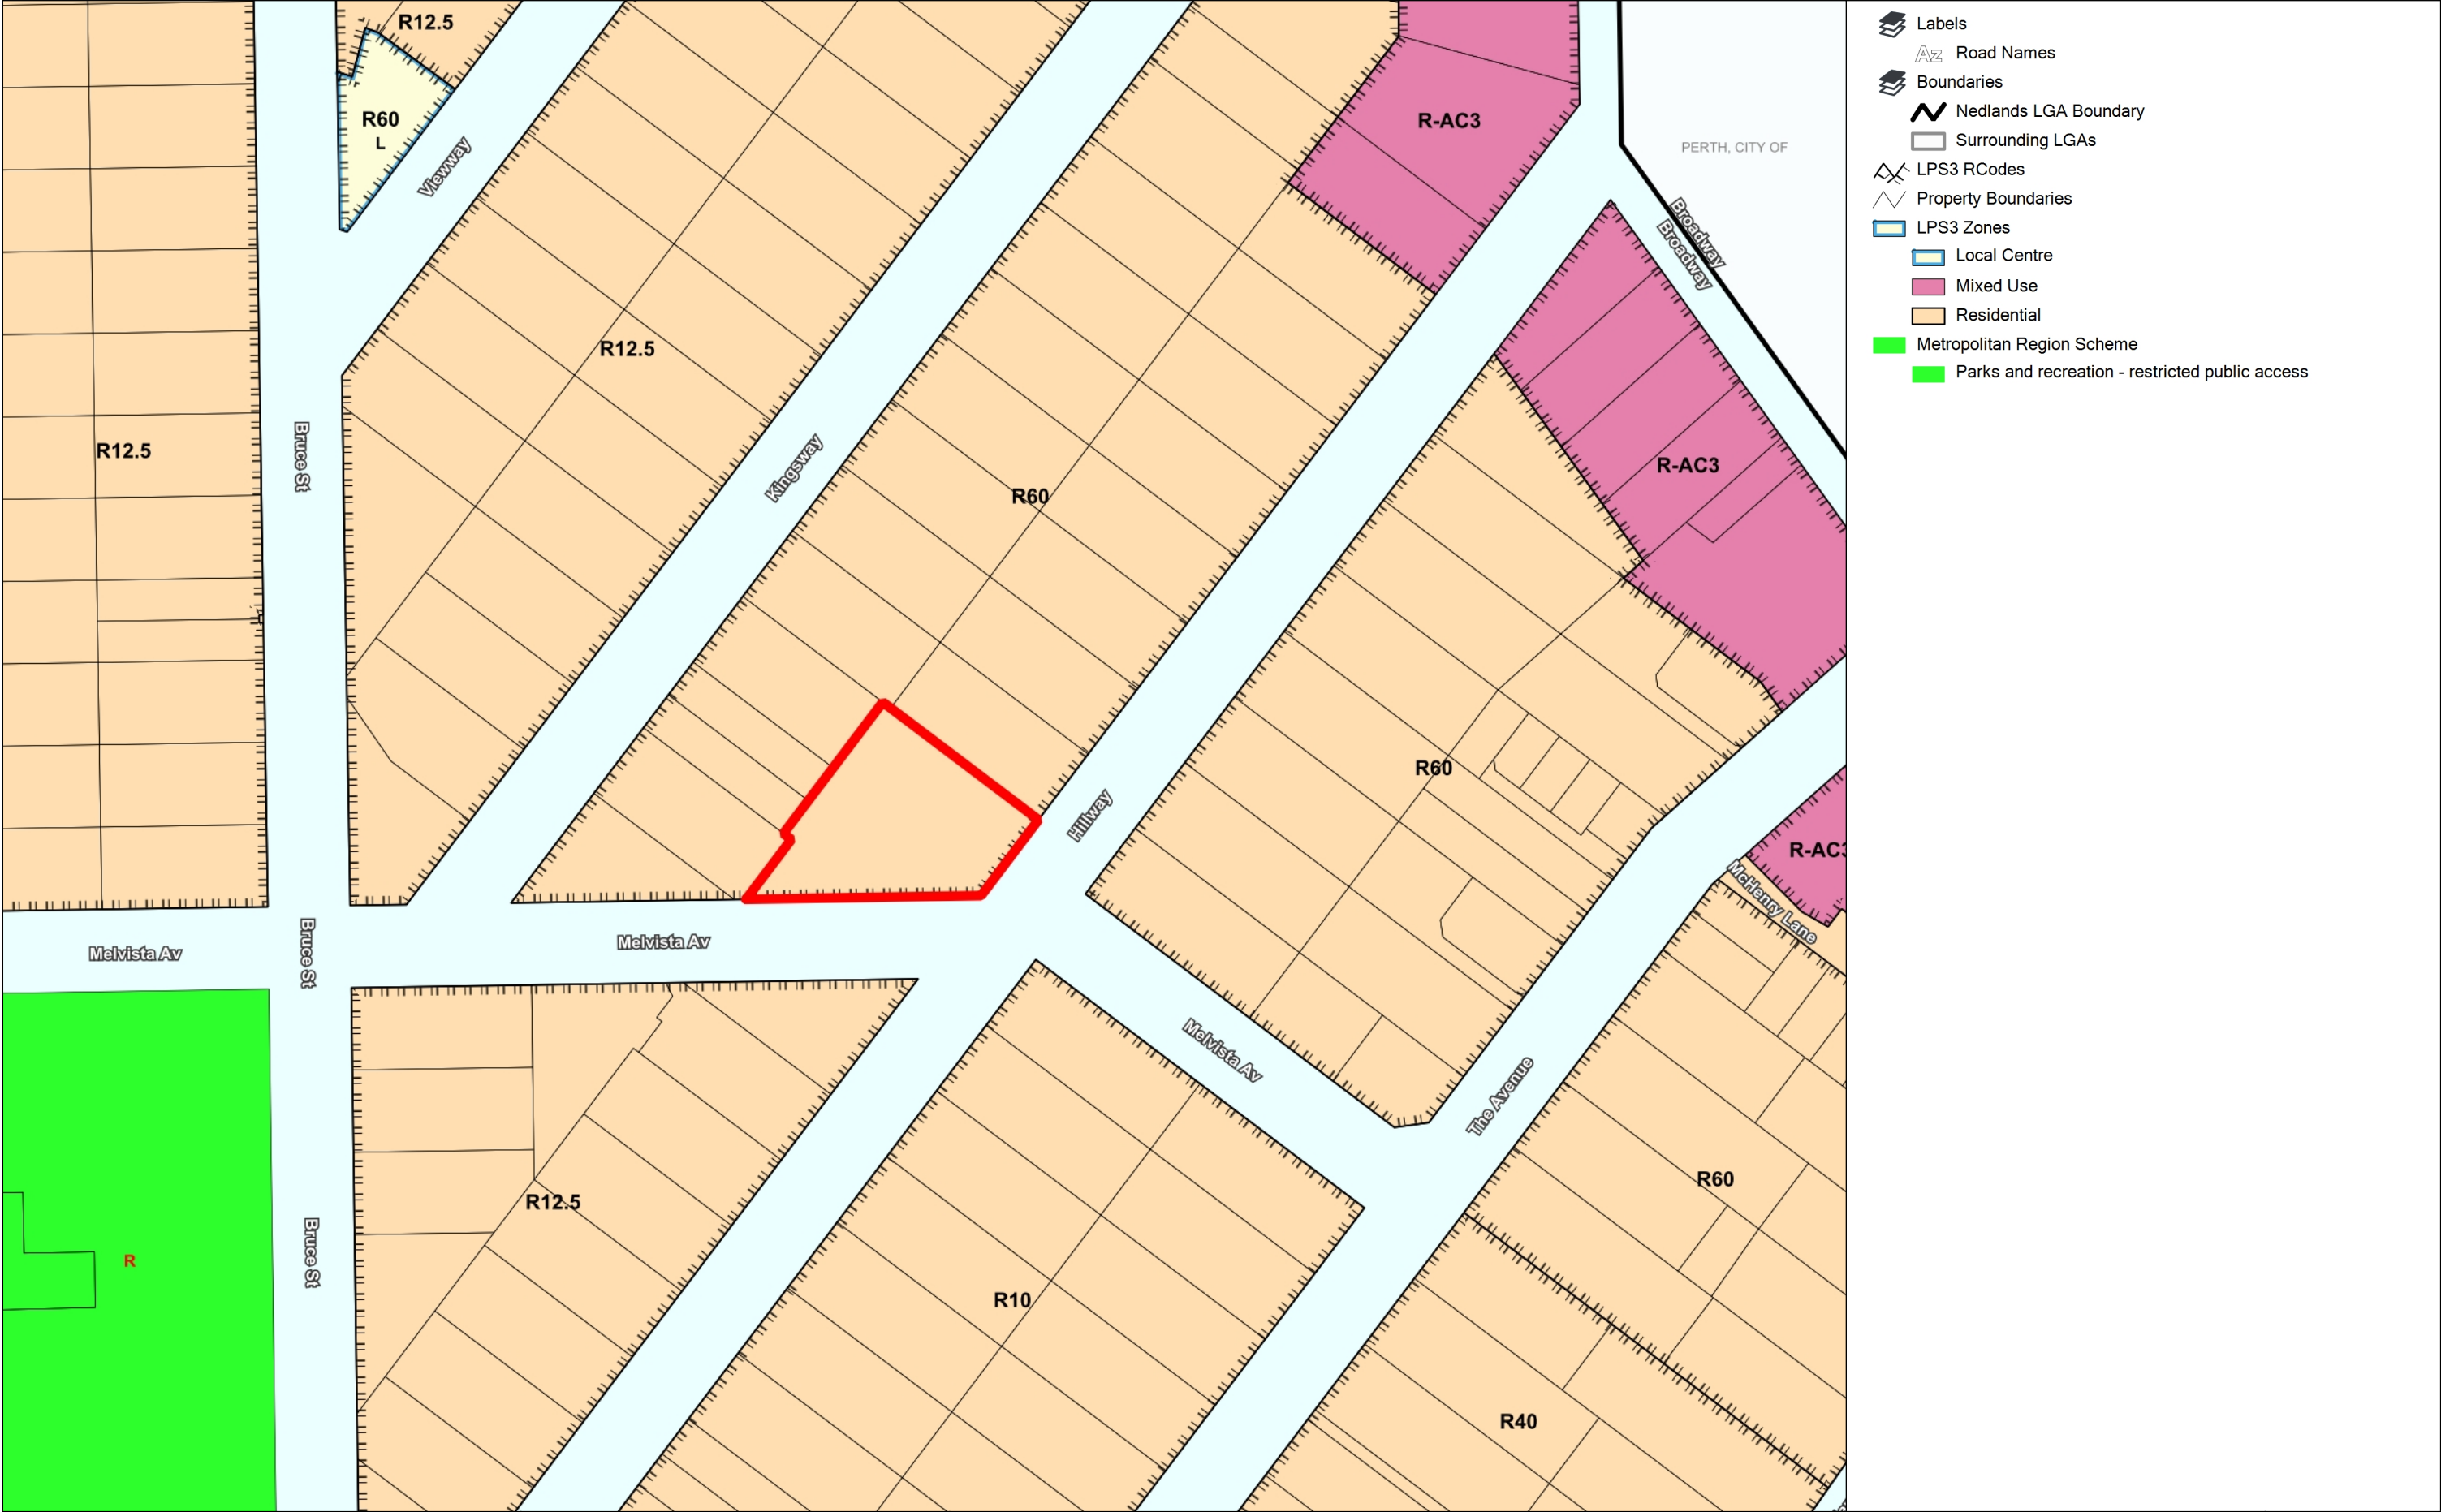 R12.5
R60
L
Viewway
R-AC3
PERTH, CITY OF
Broadway
Broadway
R12.5
R12.5
Bruce St
Kingsway
R60
R-AC3
R60
Hillway
R-AC3
McHenry Lane
Melvista Av
Bruce St
Melvista Av
Melvista Av
The Avenue
R60
R12.5
Bruce St
R
R10
R40
Labels
Az Road Names
Boundaries
Nedlands LGA Boundary
Surrounding LGAs
LPS3 RCodes
Property Boundaries
LPS3 Zones
Local Centre
Mixed Use
Residential
Metropolitan Region Scheme
Parks and recreation - restricted public access